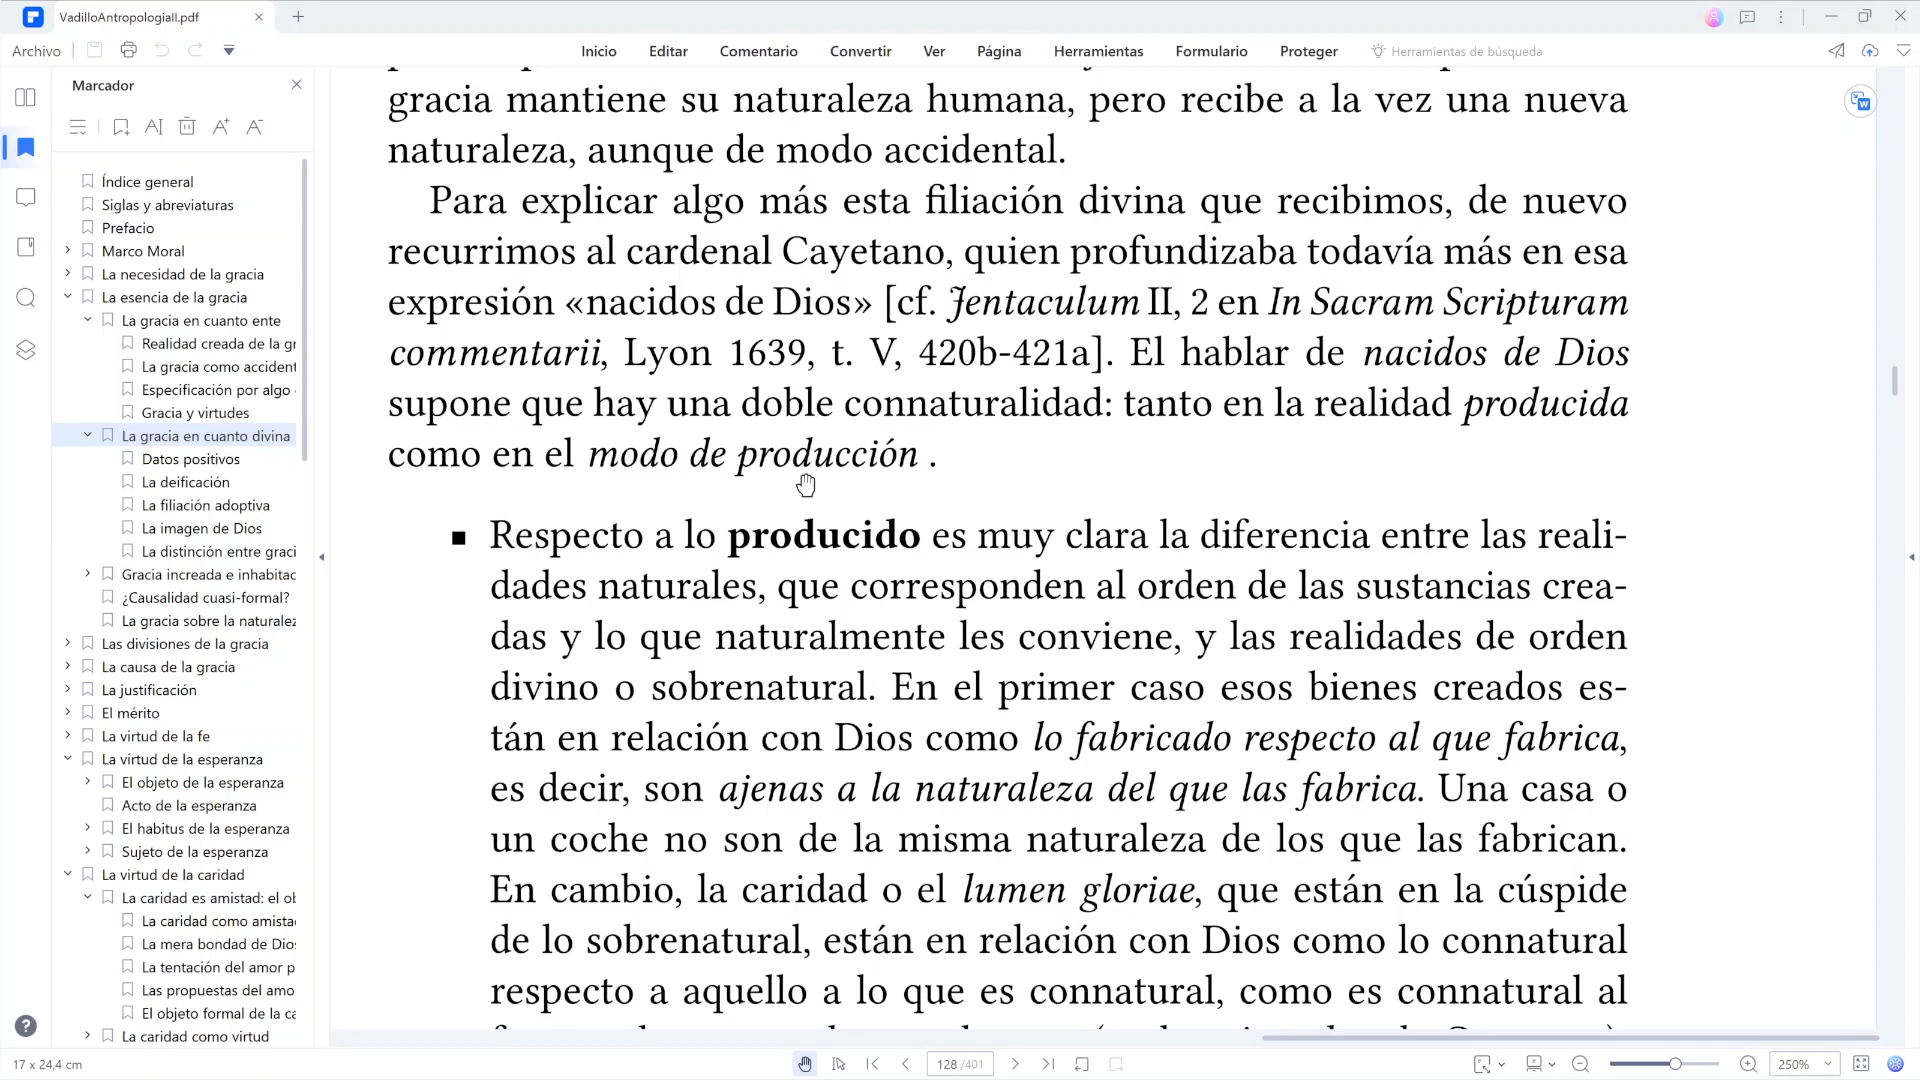 VadilloAntropologiaII.pdf
Archivo
Inicio
Editar
Comentario
Convertir
Ver
Página
Herramientas
Formulario
Proteger
Herramientas de búsqueda
Marcador
Índice general
Siglas y abreviaturas
Prefacio
Marco Moral
La necesidad de la gracia
La esencia de la gracia
La gracia en cuanto ente
Realidad creada de la gr
La gracia como accident
Especificación por algo
Gracia y virtudes
La gracia en cuanto divina
Datos positivos
La deificación
La filiación adoptiva
La imagen de Dios
La distinción entre graci
Gracia increada e inhabitac
¿Causalidad cuasi-formal?
La gracia sobre la naturalez
Las divisiones de la gracia
La causa de la gracia
La justificación
El mérito
La virtud de la fe
La virtud de la esperanza
El objeto de la esperanza
Acto de la esperanza
El habitus de la esperanza
Sujeto de la esperanza
La virtud de la caridad
La caridad es amistad: el ob
La caridad como amista
La mera bondad de Dio
La tentación del amor p
Las propuestas del amo
El objeto formal de la ca
La caridad como virtud
gracia mantiene su naturaleza humana, pero recibe a la vez una nueva
naturaleza, aunque de modo accidental.
Para explicar algo más esta filiación divina que recibimos, de nuevo
recurrimos al cardenal Cayetano, quien profundizaba todavía más en esa
expresión «nacidos de Dios» [cf. Jentaculum II, 2 en In Sacram Scripturam
commentarii, Lyon 1639, t. V, 420b-421a]. El hablar de nacidos de Dios
supone que hay una doble connaturalidad: tanto en la realidad producida
como en el modo de producción .
▪ Respecto a lo producido es muy clara la diferencia entre las reali-
dades naturales, que corresponden al orden de las sustancias crea-
das y lo que naturalmente les conviene, y las realidades de orden
divino o sobrenatural. En el primer caso esos bienes creados es-
tán en relación con Dios como lo fabricado respecto al que fabrica,
es decir, son ajenas a la naturaleza del que las fabrica. Una casa o
un coche no son de la misma naturaleza de los que las fabrican.
En cambio, la caridad o el lumen gloriae, que están en la cúspide
de lo sobrenatural, están en relación con Dios como lo connatural
respecto a aquello a lo que es connatural, como es connatural al
17 x 24,4 cm
128 /401
250%